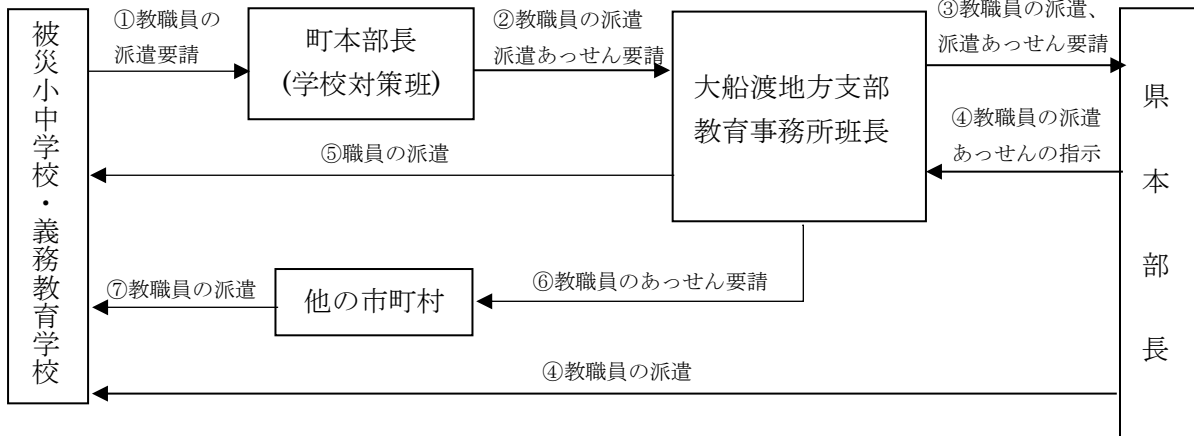 ①教職員の
派遣要請
②教職員の派遣
派遣あっせん要請
③教職員の派遣、
派遣あっせん要請
被災小中学校・義務教育学校
町本部長
(学校対策班)
大船渡地方支部
教育事務所班長
県本部長
④教職員の派遣
あっせんの指示
⑤職員の派遣
⑥教職員のあっせん要請
⑦教職員の派遣
他の市町村
④教職員の派遣